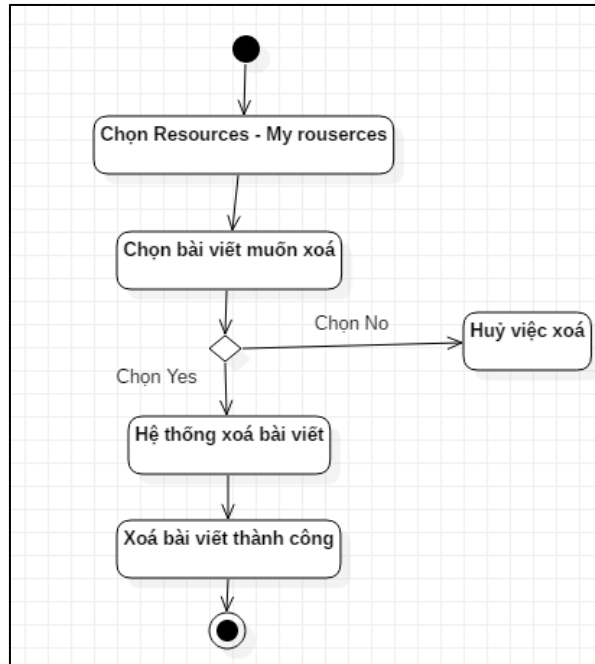 Chọn Resources - My rouserces
Chọn bài viết muốn xoá
Chọn No
Huỷ việc xoá
Chọn Yes
Hệ thống xoá bài viết
Xoá bài viết thành công